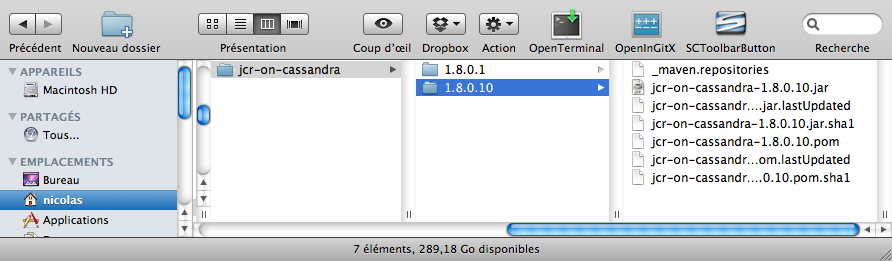 Précédent Nouveau dossier Présentation Coup d'œil Dropbox Action OpenTerminal OpenInGitX SCToolbarButton Recherche
APPAREILS
Macintosh HD
PARTAGÉS
Tous...
EMPLACEMENTS
Bureau
nicolas
Applications
jcr-on-cassandra
1.8.0.1
1.8.0.10
_maven.repositories
jcr-on-cassandra-1.8.0.10.jar
jcr-on-cassandr….jar.lastUpdated
jcr-on-cassandra-1.8.0.10.jar.sha1
jcr-on-cassandra-1.8.0.10.pom
jcr-on-cassandr…om.lastUpdated
jcr-on-cassandr….0.10.pom.sha1
7 éléments, 289,18 Go disponibles